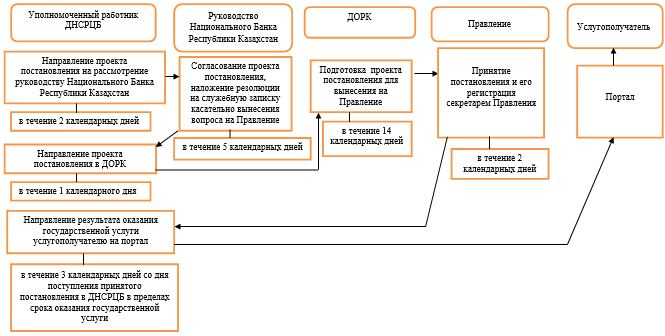 Уполномоченный работник
ДНСРЦБ
Руководство
Национального Банка
Республики Казахстан
ДОРК
Правление
Услугополучатель
Направление проекта
постановления на рассмотрение
руководству Национального Банка
Республики Казахстан
в течение 2 календарных дней
Согласование проекта
постановления,
наложение резолюции
на служебную записку
касательно вынесения
вопроса на Правление
в течение 5 календарных дней
Подготовка проекта
постановления для
вынесения на
Правление
в течение 14
календарных дней
Принятие
постановления и его
регистрация
секретарем Правления
в течение 2
календарных дней
Портал
Направление проекта
постановления в ДОРК
в течение 1 календарного дня
Направление результата оказания
государственной услуги
услугополучателю на портал
в течение 3 календарных дней со дня
поступления принятого
постановления в ДНСРЦБ в пределах
срока оказания государственной
услуги